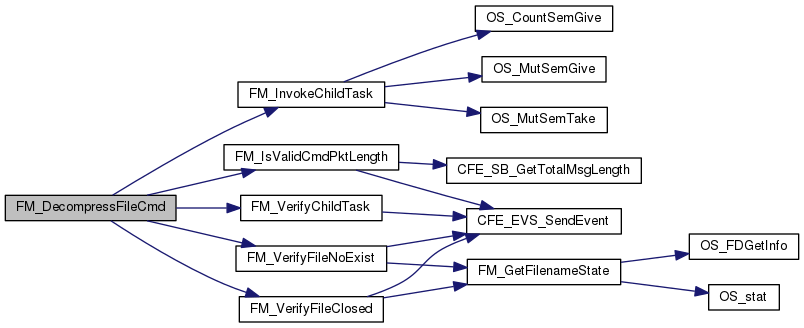 OS_CountSemGive
OS_MutSemGive
FM_InvokeChildTask
OS_MutSemTake
FM_IsValidCmdPktLength
CFE_SB_GetTotalMsgLength
FM_DecompressFileCmd
FM_VerifyChildTask
CFE_EVS_SendEvent
FM_VerifyFileNoExist
OS_FDGetInfo
FM_GetFilenameState
OS_stat
FM_VerifyFileClosed